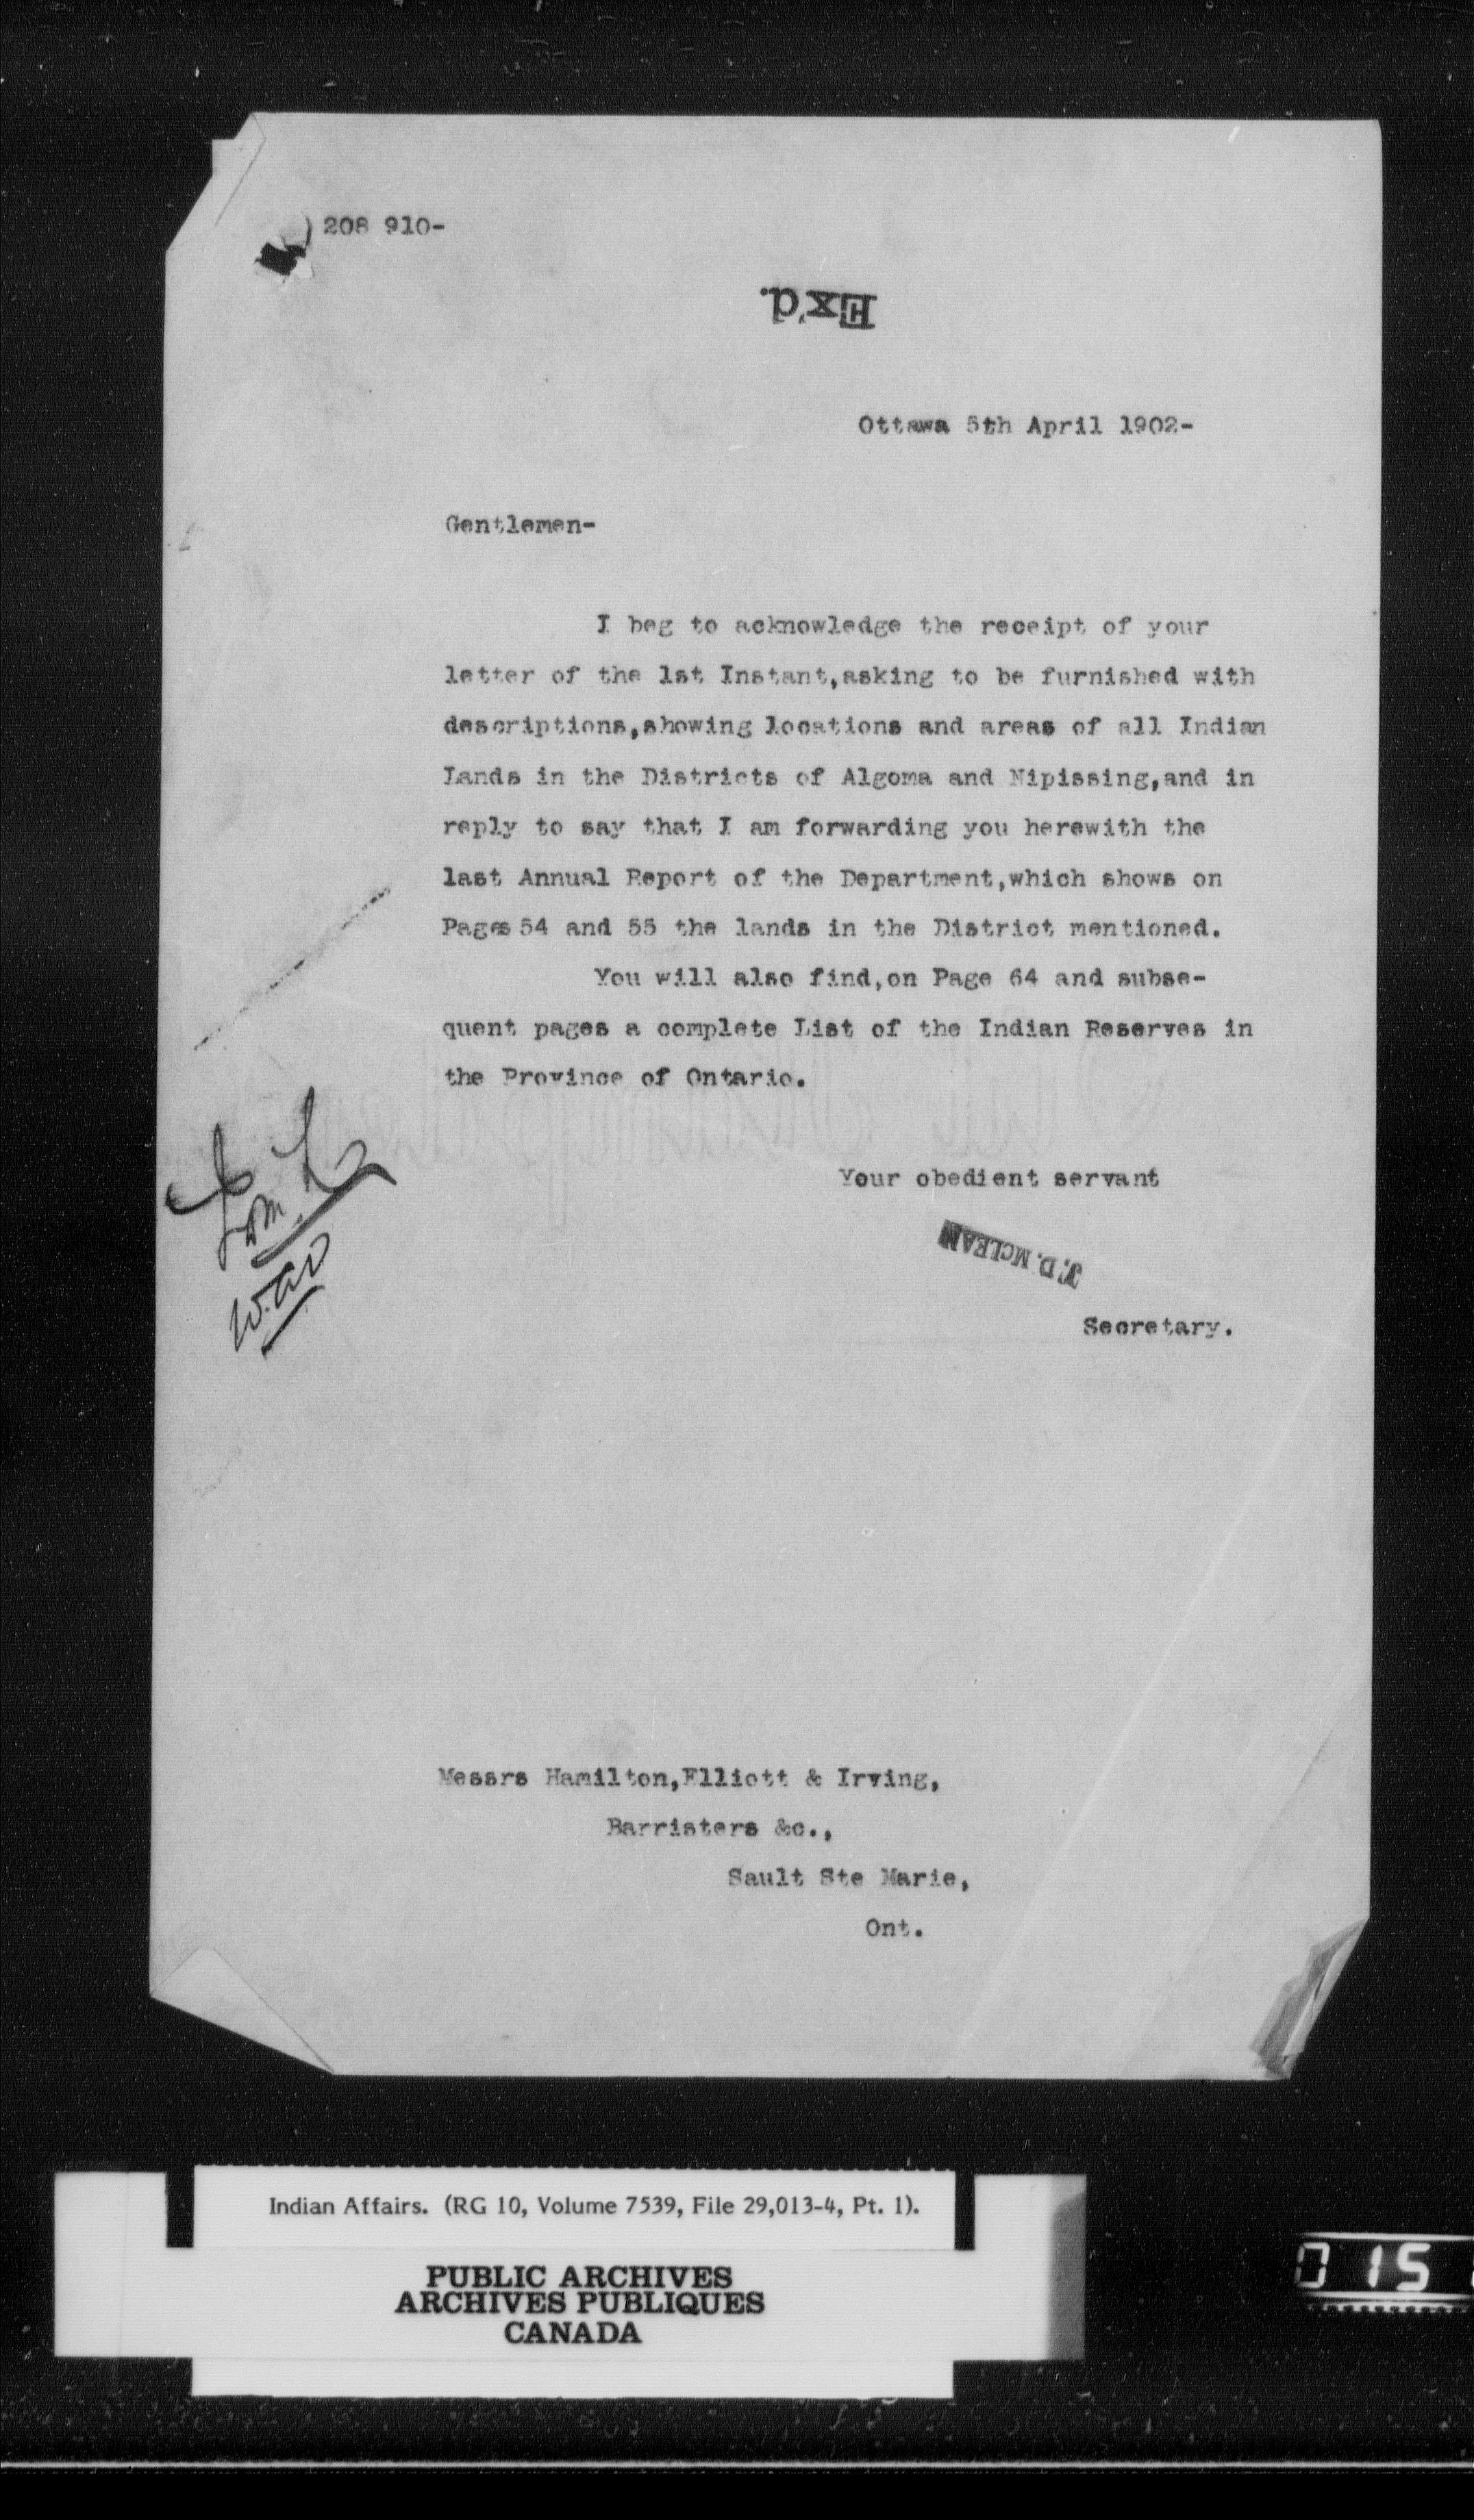 208 910-
Ex'd.
Ottawa 5th April 1902-
Gentlemen-
I beg to acknowledge the receipt of your
letter of the 1st Instant,asking to be furnished with
descriptions,showing locations and areas of all Indian
Lands in the Districts of Algoma and Nipissing,and in
reply to say that I am forwarding you herewith the
last Annual Report of the Department,which shows on
Pages 54 and 55 the lands in the District mentioned.
You will also find,on Page 64 and subse-
quent pages a complete List of the Indian Reserves in
the Province of Ontario.
Your obedient servant
J. D. McLEAN
Secretary.
Messrs Hamilton,Elliott & Irving,
Barristers &c.,
Sault Ste Marie,
Ont.
Indian Affairs. (RG 10, Volume 7539, File 29,013-4, Pt. 1).
PUBLIC ARCHIVES
ARCHIVES PUBLIQUES
CANADA
015